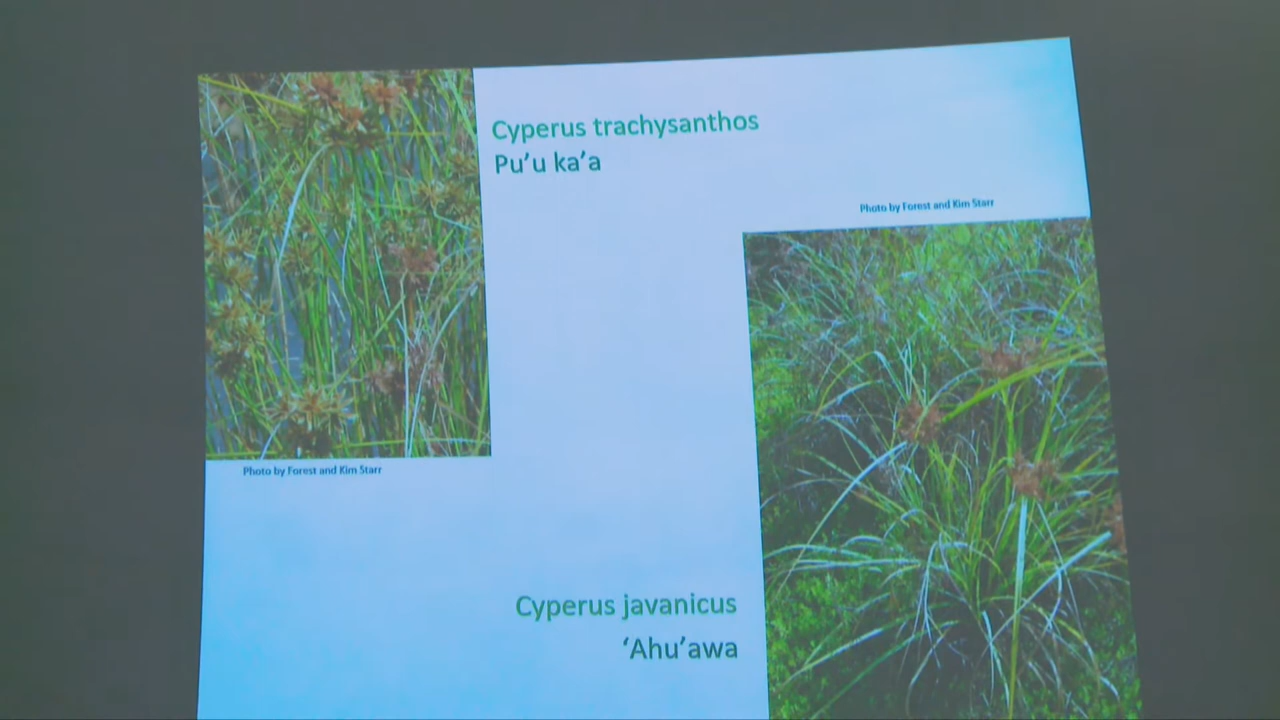 Cyperus trachysanthos
Pu’u ka’a
Photo by Forest and Kim Starr
Photo by Forest and Kim Starr
Cyperus javanicus
‘Ahu’awa